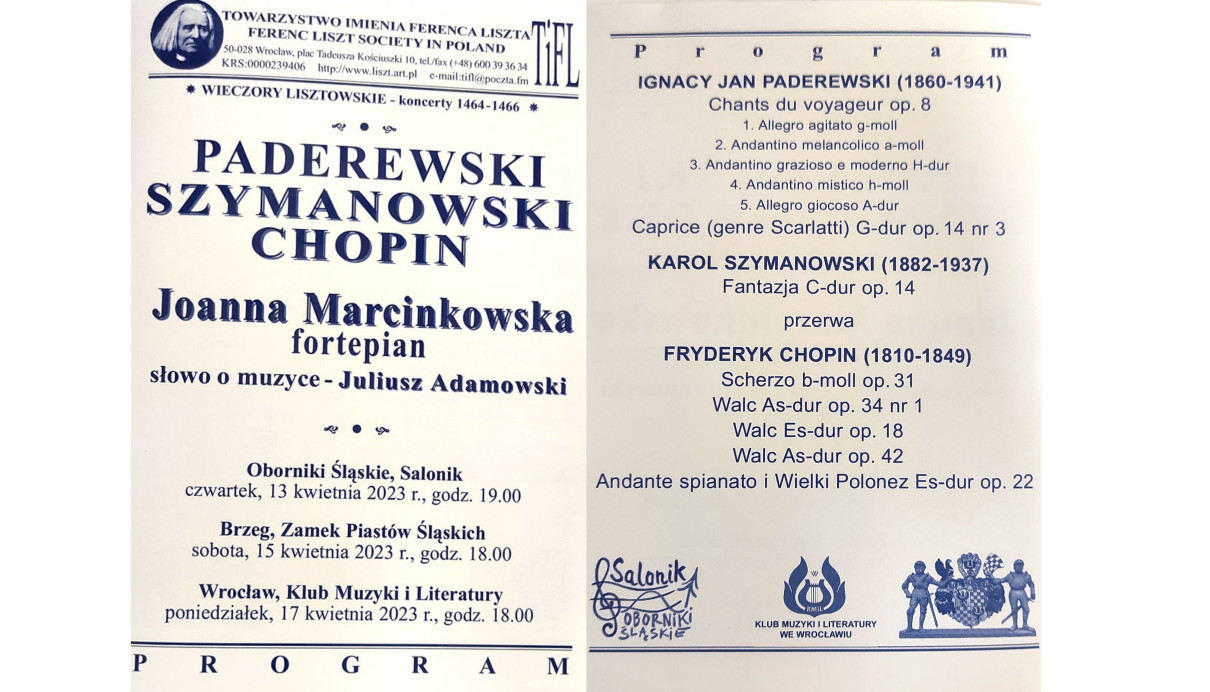 TOWARZYSTWO IMIENIA FERENCA LISZTA
FERENC LISZT SOCIETY IN POLAND
50-028 Wrocław, plac Tadeusza Kościuszki 10, tel./fax (+48) 600 39 36 34
KRS:0000239406 http://www.liszt.art.pl e-mail:tifl@poczta.fm
TiFL
* WIECZORY LISZTOWSKIE - koncerty 1464-1466 *
PADEREWSKI
SZYMANOWSKI
CHOPIN
Joanna Marcinkowska
fortepian
słowo o muzyce - Juliusz Adamowski
Oborniki Śląskie, Salonik
czwartek, 13 kwietnia 2023 r., godz. 19.00
Brzeg, Zamek Piastów Śląskich
sobota, 15 kwietnia 2023 r., godz. 18.00
Wrocław, Klub Muzyki i Literatury
poniedziałek, 17 kwietnia 2023 r., godz. 18.00
P R O G R A M
P r o g r a m
IGNACY JAN PADEREWSKI (1860-1941)
Chants du voyageur op. 8
1. Allegro agitato g-moll
2. Andantino melancolico a-moll
3. Andantino grazioso e moderno H-dur
4. Andantino mistico h-moll
5. Allegro giocoso A-dur
Caprice (genre Scarlatti) G-dur op. 14 nr 3
KAROL SZYMANOWSKI (1882-1937)
Fantazja C-dur op. 14
przerwa
FRYDERYK CHOPIN (1810-1849)
Scherzo b-moll op. 31
Walc As-dur op. 34 nr 1
Walc Es-dur op. 18
Walc As-dur op. 42
Andante spianato i Wielki Polonez Es-dur op. 22
Salonik
OBORNIKI
ŚLĄSKIE
W
KMiL
KLUB MUZYKI I LITERATURY
WE WROCŁAWIU